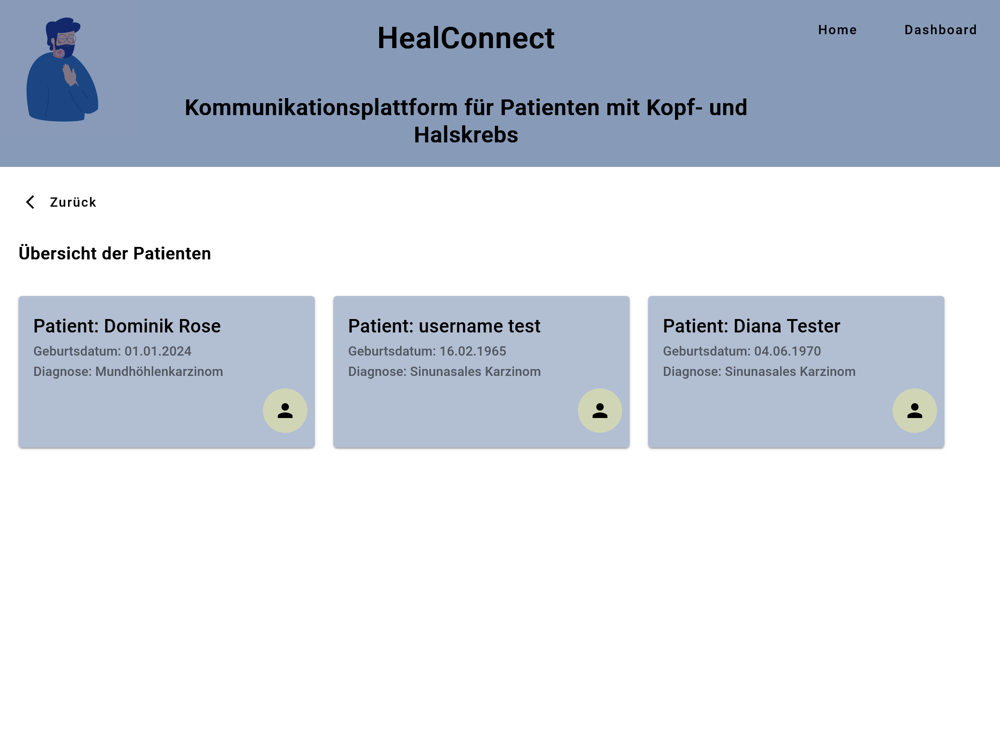 HealConnect
Home
Dashboard
Kommunikationsplattform für Patienten mit Kopf- und
Halskrebs
Zurück
Übersicht der Patienten
Patient: Dominik Rose
Geburtsdatum: 01.01.2024
Diagnose: Mundhöhlenkarzinom
Patient: username test
Geburtsdatum: 16.02.1965
Diagnose: Sinunasales Karzinom
Patient: Diana Tester
Geburtsdatum: 04.06.1970
Diagnose: Sinunasales Karzinom